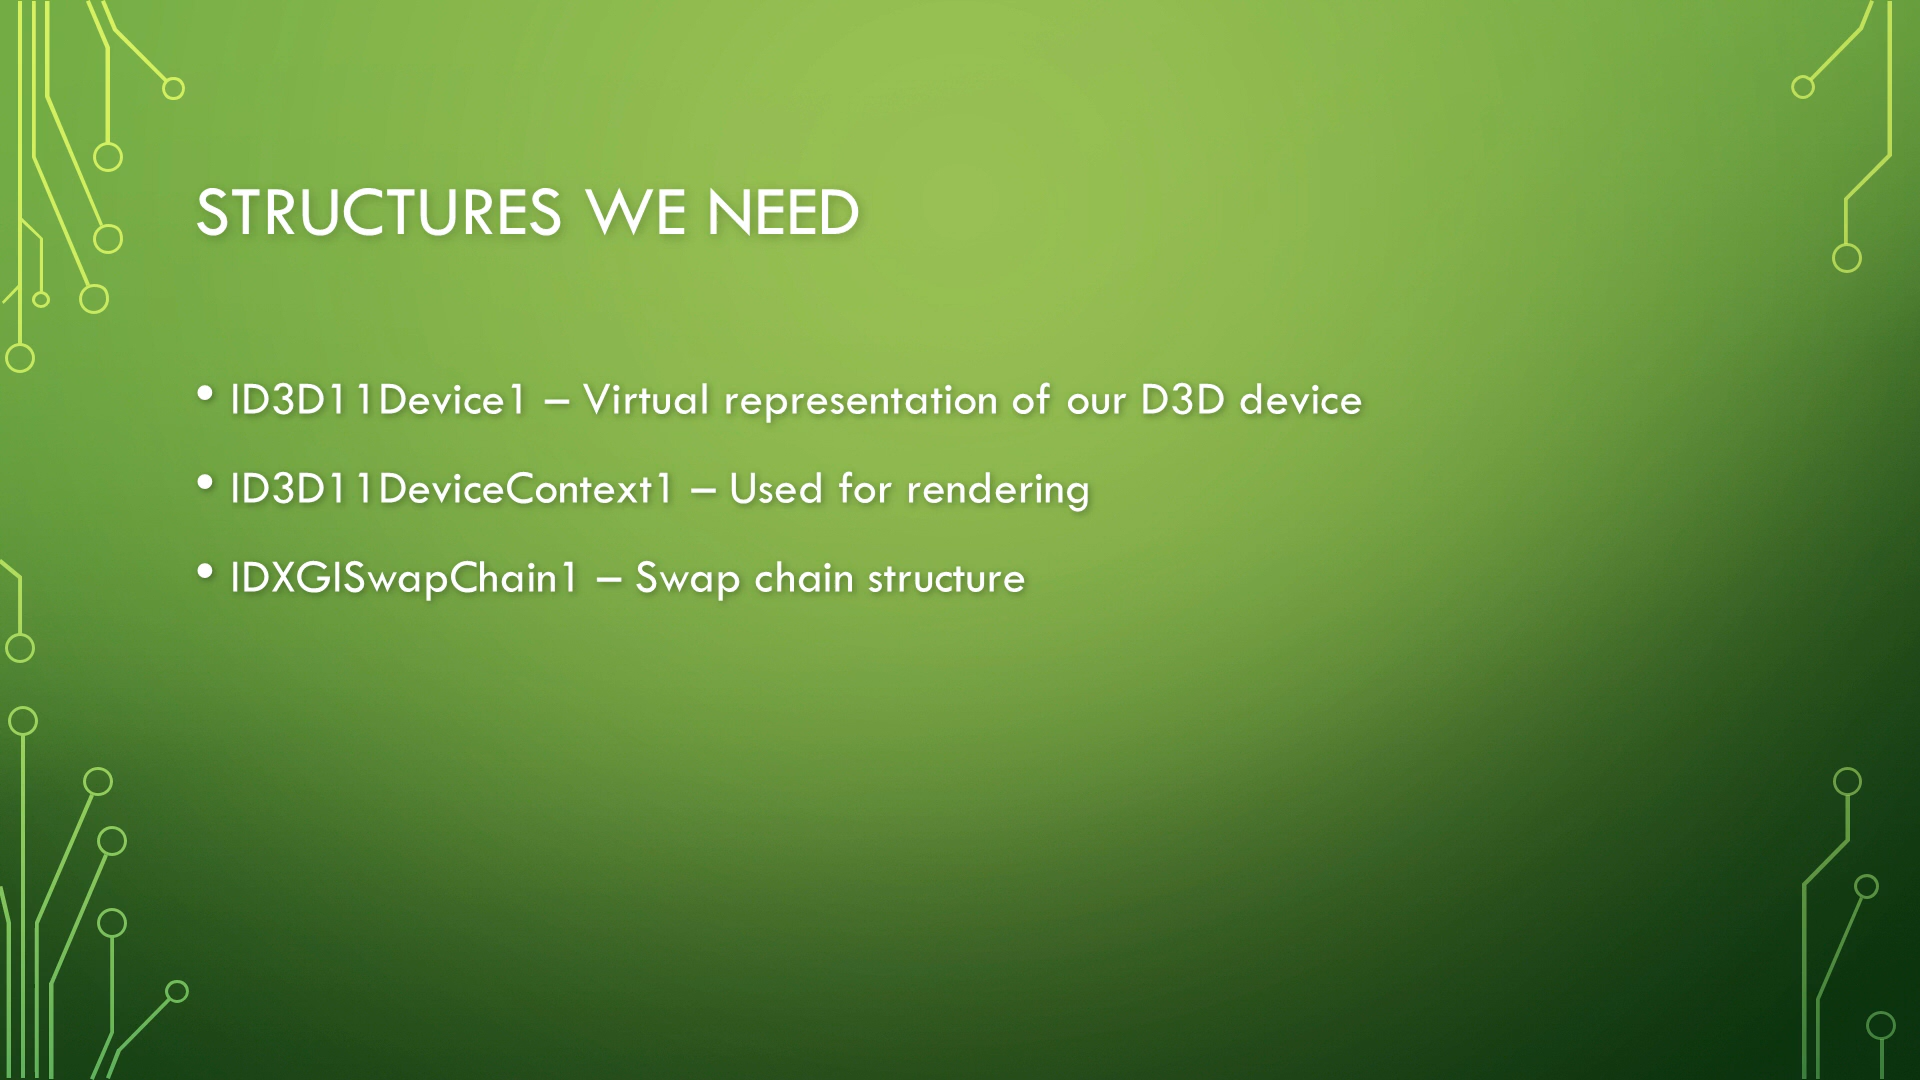 STRUCTURES WE NEED
• ID3D11Device1 – Virtual representation of our D3D device
• ID3D11DeviceContext1 – Used for rendering
• IDXGISwapChain1 – Swap chain structure